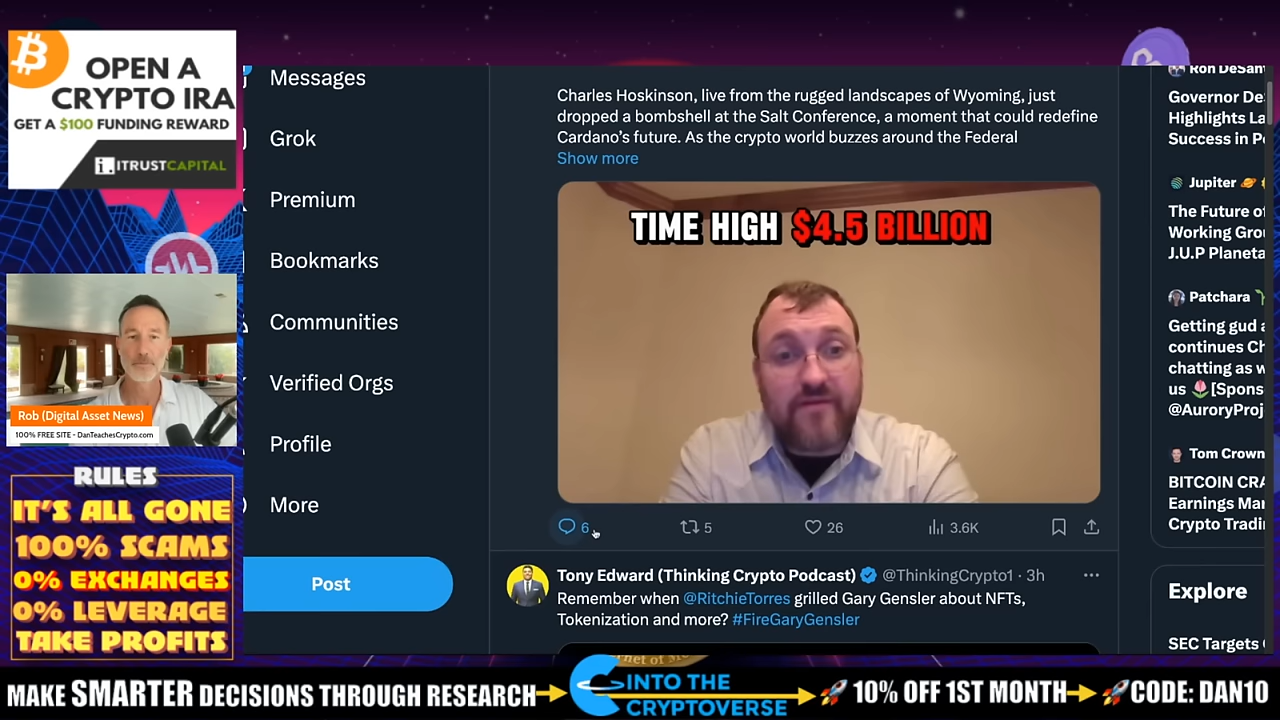 OPEN A
CRYPTO IRA
GET A $100 FUNDING REWARD
i. ITRUSTCAPITAL
Rob (Digital Asset News)
100% FREE SITE - DanTeachesCrypto.com
RULES
IT'S ALL GONE
100% SCAMS
0% EXCHANGES
0% LEVERAGE
TAKE PROFITS
Messages
Grok
Premium
Bookmarks
Communities
Verified Orgs
Profile
More
Post
Charles Hoskinson, live from the rugged landscapes of Wyoming, just
dropped a bombshell at the Salt Conference, a moment that could redefine
Cardano's future. As the crypto world buzzes around the Federal
Show more
TIME HIGH $4.5 BILLION
6
5
26
3.6K
Tony Edward (Thinking Crypto Podcast) @ThinkingCrypto1 · 3h
Remember when @RitchieTorres grilled Gary Gensler about NFTs,
Tokenization and more? #FireGaryGensler
Ron DeSan
Governor De
Highlights La
Success in P
Jupiter
The Future of
Working Gro
J.U.P Planeta
Patchara
Getting gud a
continues Ch
chatting as w
us [Spons
@AuroryProj
Tom Crown
BITCOIN CRA
Earnings Mar
Crypto Tradi
Explore
SEC Targets
MAKE SMARTER DECISIONS THROUGH RESEARCH
INTO THE
CRYPTOVERSE
10% OFF 1ST MONTH
CODE: DAN10